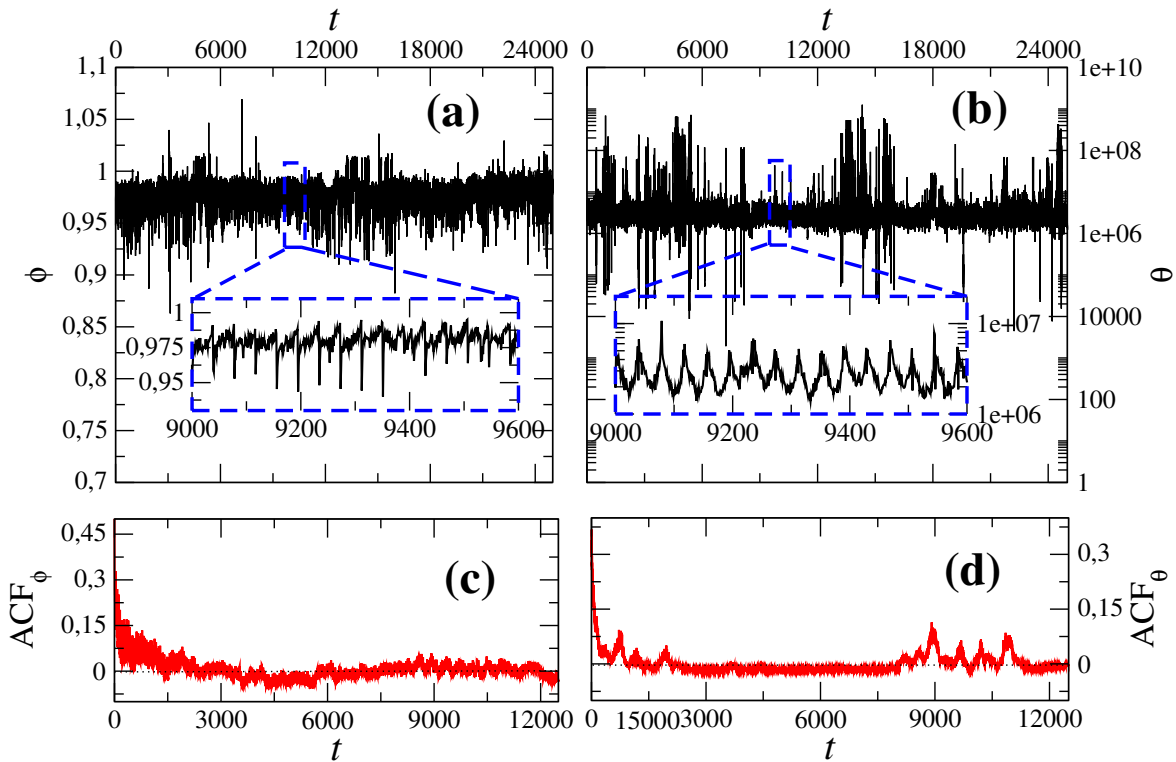 t t
0 6000 12000 18000 24000 0 6000 12000 18000 24000
1,1 (a) (b) 1e+10
1,05
1 1e+08
0,95 1e+06
ϕ 0,9 θ
1 1e+07 10000
0,85 0,975
0,8 0,95 100
1e+06
9000 9200 9400 9600 9000 9200 9400 9600
0,75
0,7 1
0,45 (c) (d) 0,3
ACFϕ 0,3 ACFθ
0,15 0,15
0 0
0 3000 6000 9000 12000 0 15000 3000 6000 9000 12000
t t